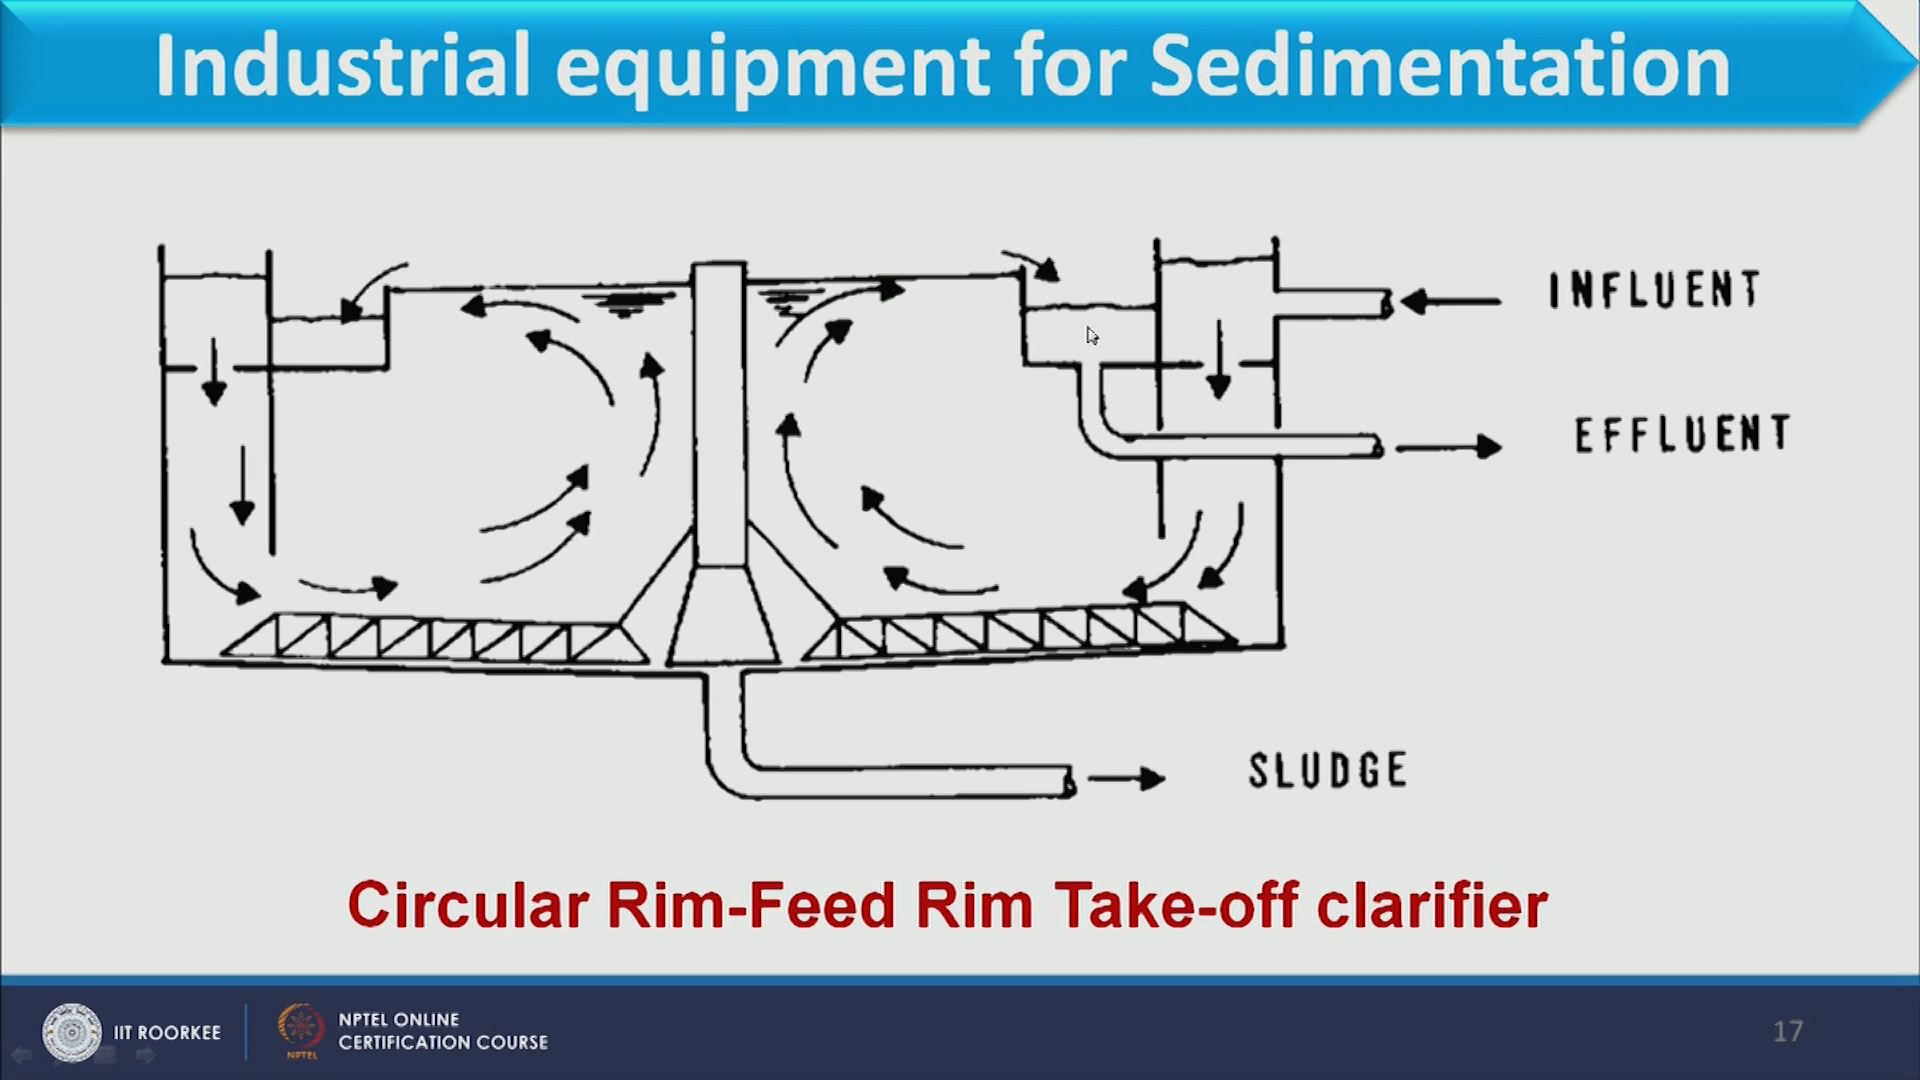 Industrial equipment for Sedimentation
INFLUENT
EFFLUENT
SLUDGE
Circular Rim-Feed Rim Take-off clarifier
IIT ROORKEE
NPTEL
NPTEL ONLINE
CERTIFICATION COURSE
17